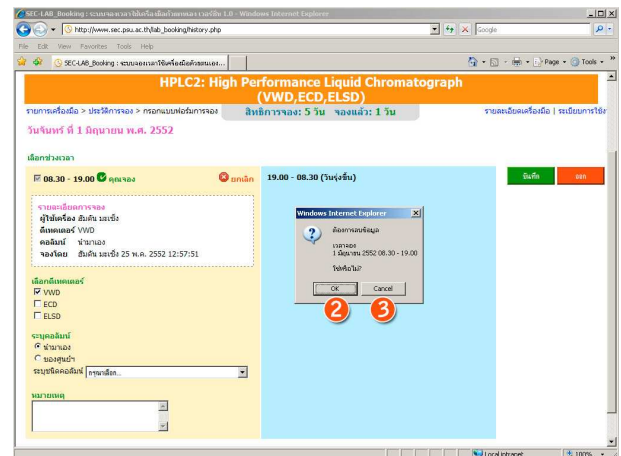 SEC-LAB_Booking : ระบบจองเวลาใช้เครื่องมือด้วยตนเอง เวอร์ชัน 1.0 - Windows Internet Explorer
http://www.sec.psu.ac.th/lab_booking/history.php
Google
File Edit View Favorites Tools Help
SEC-LAB_Booking : ระบบจองเวลาใช้เครื่องมือด้วยตนเอง...
Page Tools
HPLC2: High Performance Liquid Chromatograph
(VWD,ECD,ELSD)
รายการเครื่องมือ > ประวัติการจอง > กรอกแบบฟอร์มการจอง
สิทธิการจอง: 5 วัน จองแล้ว: 1 วัน
รายละเอียดเครื่องมือ | ระเบียบการใช้
วันจันทร์ ที่ 1 มิถุนายน พ.ศ. 2552
เลือกช่วงเวลา
08.30 - 19.00 คุณจอง
ยกเลิก
19.00 - 08.30 (วันรุ่งขึ้น)
บันทึก
ออก
รายละเอียดการจอง
ผู้ใช้เครื่อง
ดีเทคเตอร์ VWD
คอลัมน์ นำมาเอง
จองโดย 25 พ.ค. 2552 12:57:51
Windows Internet Explorer
ต้องการลบข้อมูล
เวลาจอง
1 มิถุนายน 2552 08.30 - 19.00
ใช่หรือไม่?
OK
Cancel
2
3
เลือกดีเทคเตอร์
VWD
ECD
ELSD
ระบุคอลัมน์
นำมาเอง
ของศูนย์ฯ
ระบุชนิดคอลัมน์ กรุณาเลือก...
หมายเหตุ
Local intranet
100%